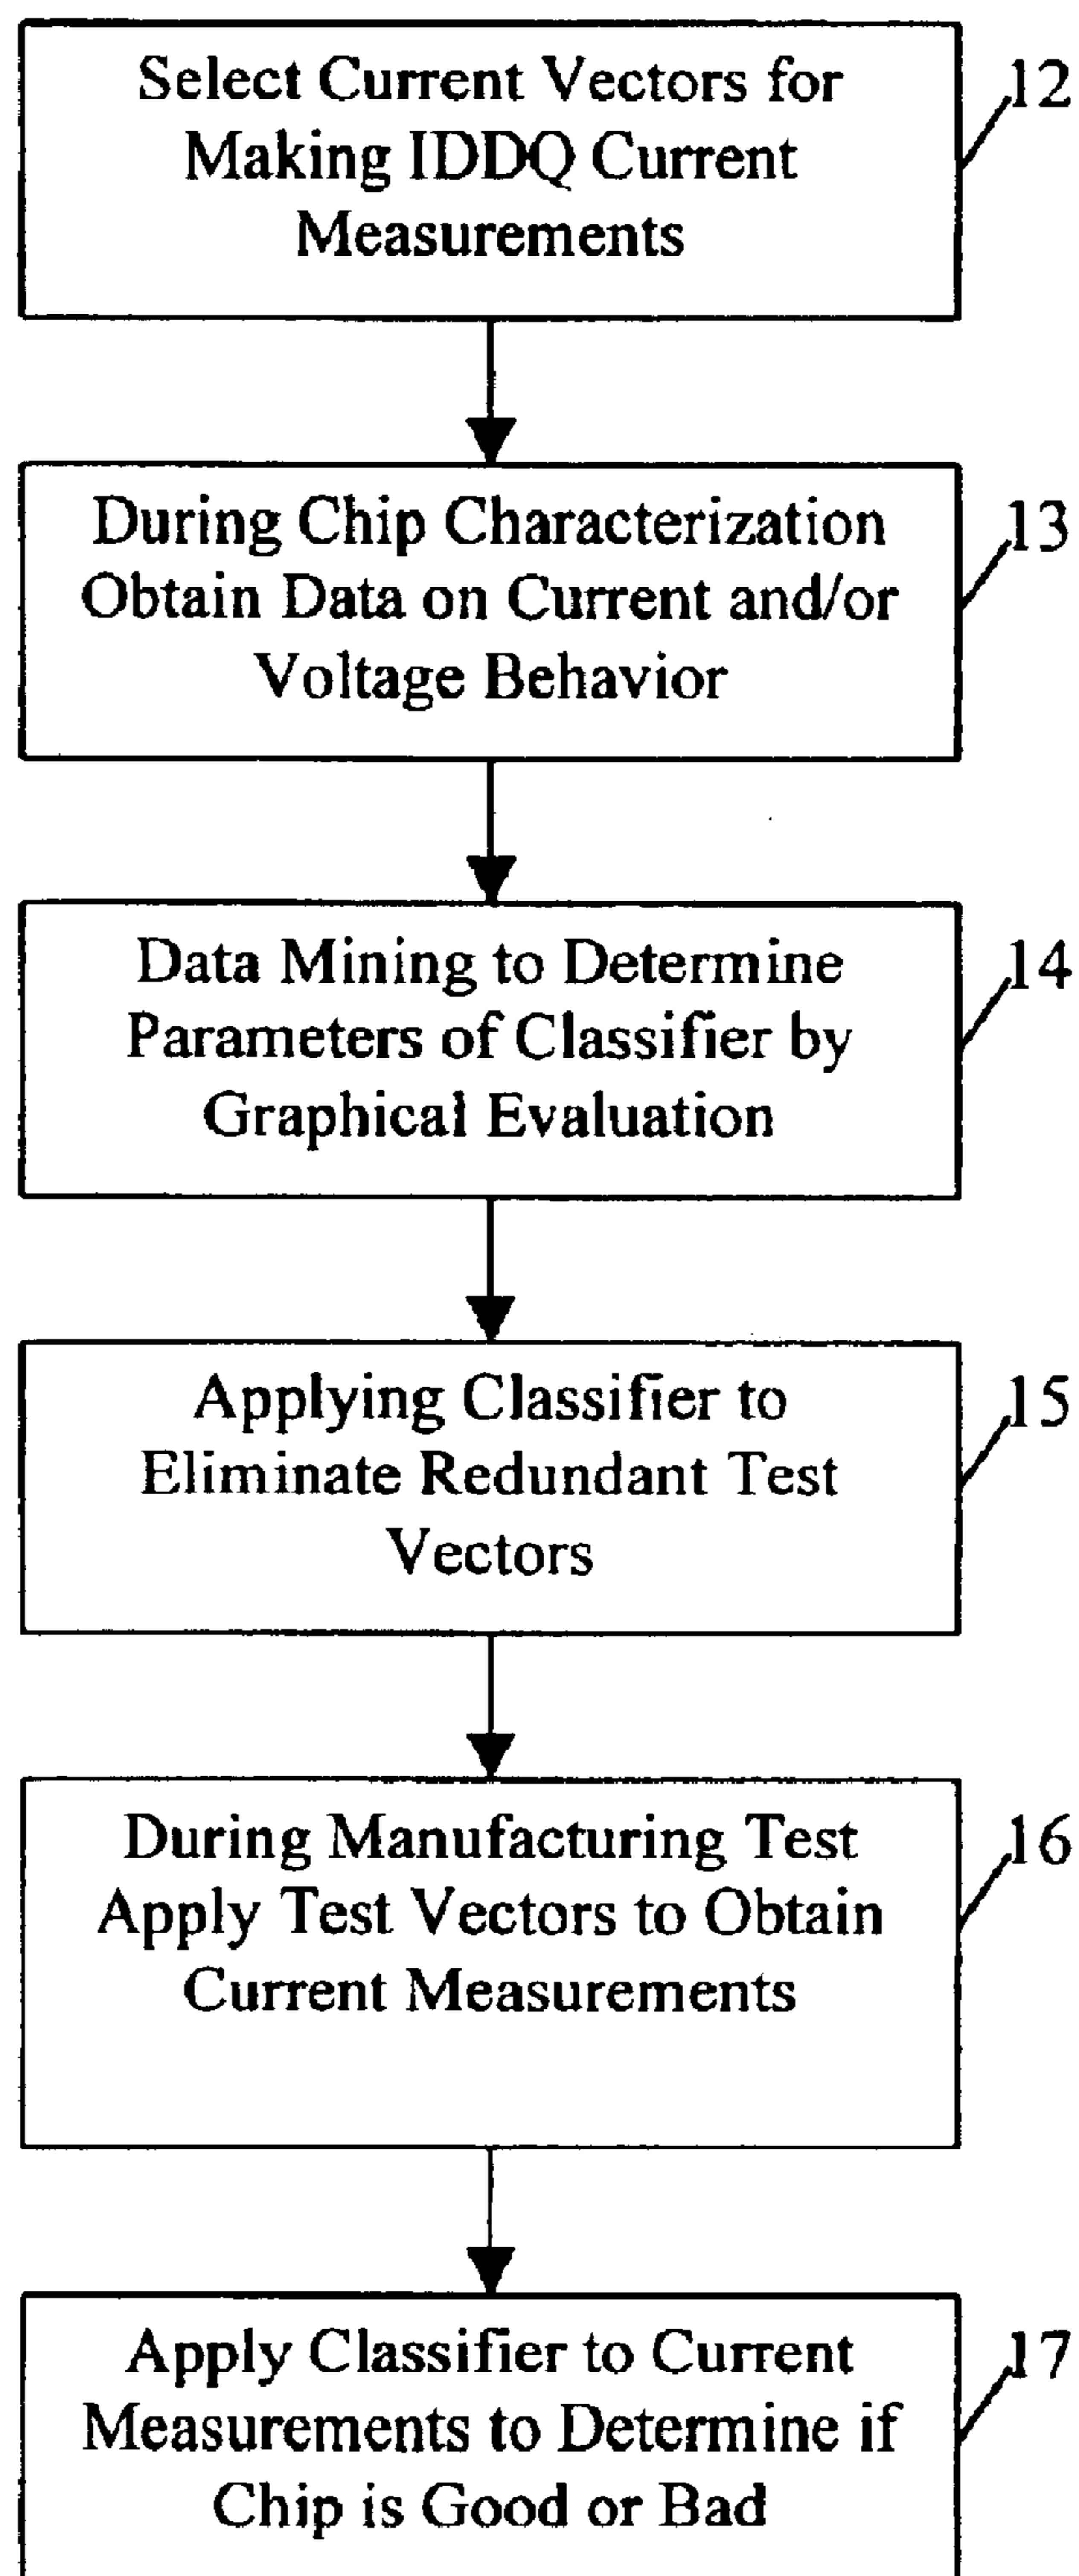 Select Current Vectors for
Making IDDQ Current
Measurements
12
During Chip Characterization
Obtain Data on Current and/or
Voltage Behavior
13
Data Mining to Determine
Parameters of Classifier by
Graphical Evaluation
14
Applying Classifier to
Eliminate Redundant Test
Vectors
15
During Manufacturing Test
Apply Test Vectors to Obtain
Current Measurements
16
Apply Classifier to Current
Measurements to Determine if
Chip is Good or Bad
17